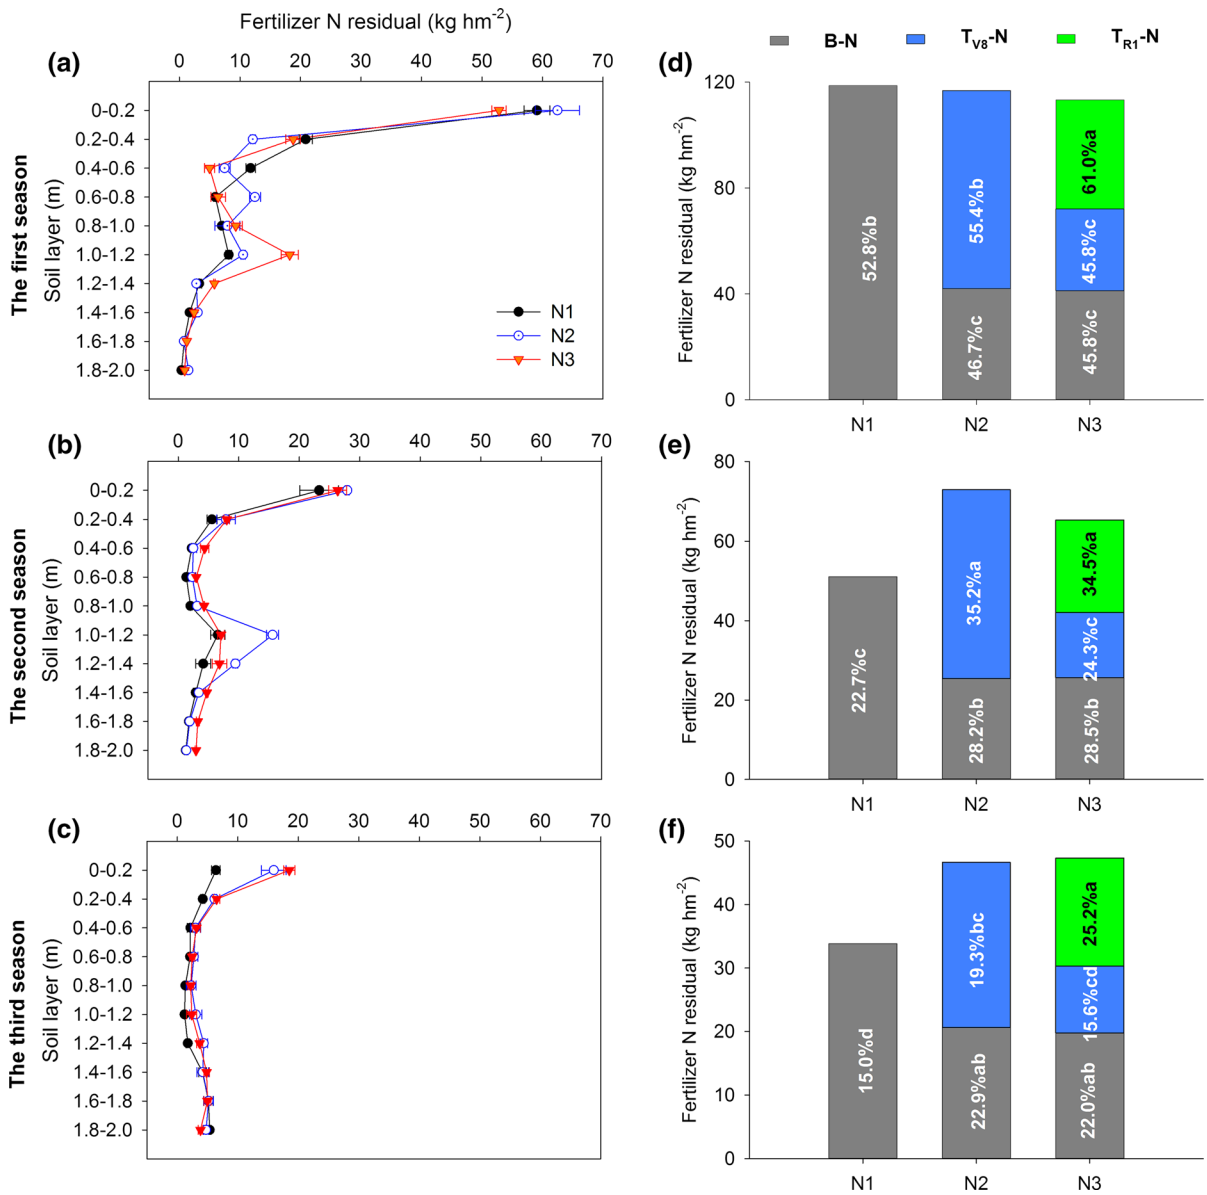 Fertilizer N residual (kg hm-2)
B-N TV8-N TR1-N
(a)
0 10 20 30 40 50 60 70
The first season
Soil layer (m)
0-0.2
0.2-0.4
0.4-0.6
0.6-0.8
0.8-1.0
1.0-1.2
1.2-1.4
1.4-1.6
1.6-1.8
1.8-2.0
N1
N2
N3
(d)
Fertilizer N residual (kg hm-2)
120
80
40
0
52.8%b
55.4%b
46.7%c
61.0%a
45.8%c
45.8%c
N1 N2 N3
(b)
0 10 20 30 40 50 60 70
The second season
Soil layer (m)
0-0.2
0.2-0.4
0.4-0.6
0.6-0.8
0.8-1.0
1.0-1.2
1.2-1.4
1.4-1.6
1.6-1.8
1.8-2.0
(e)
Fertilizer N residual (kg hm-2)
80
60
40
20
0
22.7%c
35.2%a
28.2%b
34.5%a
24.3%c
28.5%b
N1 N2 N3
(c)
0 10 20 30 40 50 60 70
The third season
Soil layer (m)
0-0.2
0.2-0.4
0.4-0.6
0.6-0.8
0.8-1.0
1.0-1.2
1.2-1.4
1.4-1.6
1.6-1.8
1.8-2.0
(f)
Fertilizer N residual (kg hm-2)
50
40
30
20
10
0
15.0%d
19.3%bc
22.9%ab
25.2%a
15.6%cd
22.0%ab
N1 N2 N3